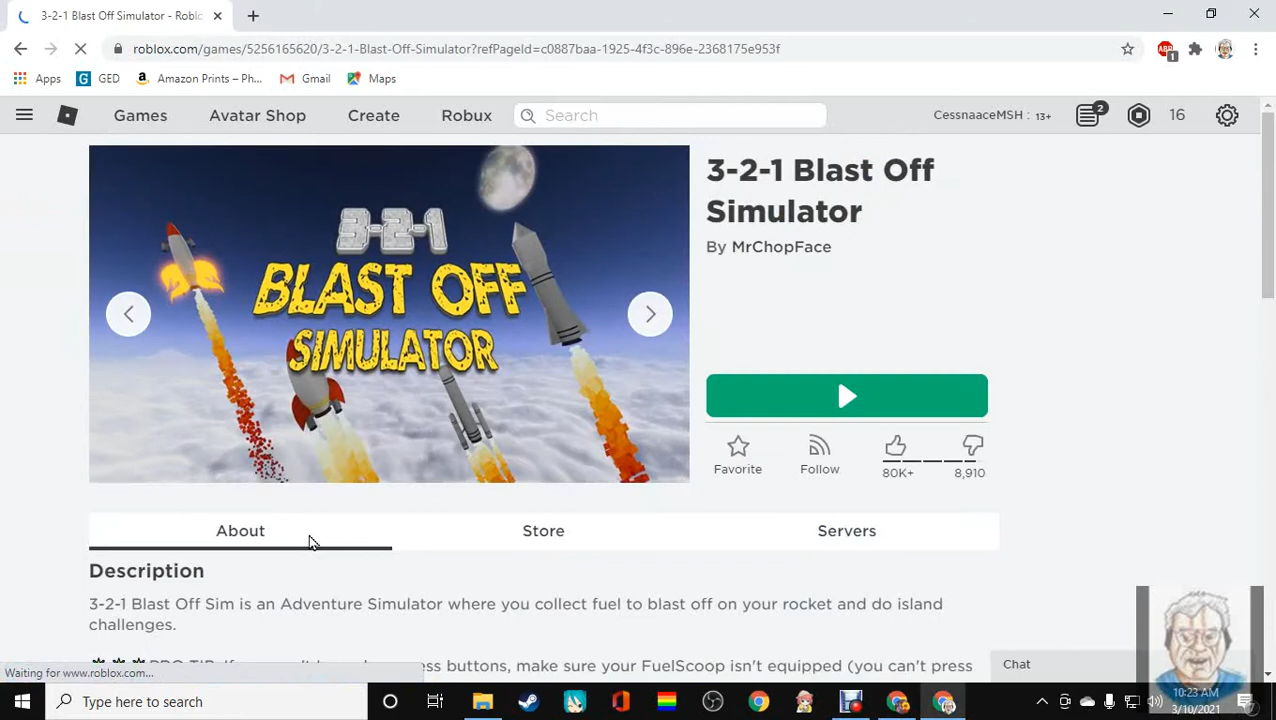 3-2-1 Blast Off Simulator - Roblo
roblox.com/games/5256165620/3-2-1-Blast-Off-Simulator?refPageId=c0887baa-1925-4f3c-896e-2368175e953f
ABP
1
Apps
G
GED
Amazon Prints – Ph...
Gmail
Maps
Games
Avatar Shop
Create
Robux
Search
CessnaaceMSH : 13+
2
16
3-2-1
BLAST OFF
SIMULATOR
3-2-1 Blast Off
Simulator
By MrChopFace
Favorite
Follow
80K+
8,910
About
Store
Servers
Description
3-2-1 Blast Off Sim is an Adventure Simulator where you collect fuel to blast off on your rocket and do island
challenges.
ss buttons, make sure your FuelScoop isn't equipped (you can't press
Waiting for www.roblox.com...
Chat
Type here to search
10:23 AM
3/10/2021